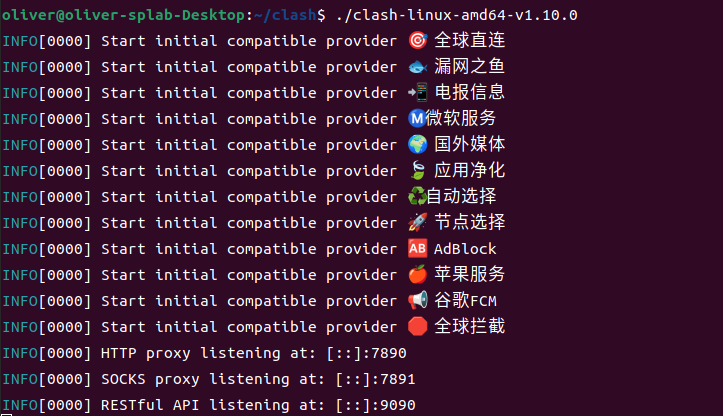 oliver@oliver-splab-Desktop:~/clash$ ./clash-linux-amd64-v1.10.0
INFO[0000] Start initial compatible provider 🎯 全球直连
INFO[0000] Start initial compatible provider 🐟 漏网之鱼
INFO[0000] Start initial compatible provider 📲 电报信息
INFO[0000] Start initial compatible provider Ⓜ️微软服务
INFO[0000] Start initial compatible provider 🌍 国外媒体
INFO[0000] Start initial compatible provider 🍃 应用净化
INFO[0000] Start initial compatible provider ♻️自动选择
INFO[0000] Start initial compatible provider 🚀 节点选择
INFO[0000] Start initial compatible provider 🆎 AdBlock
INFO[0000] Start initial compatible provider 🍎 苹果服务
INFO[0000] Start initial compatible provider 📢 谷歌FCM
INFO[0000] Start initial compatible provider 🛑 全球拦截
INFO[0000] HTTP proxy listening at: [::]:7890
INFO[0000] SOCKS proxy listening at: [::]:7891
INFO[0000] RESTful API listening at: [::]:9090